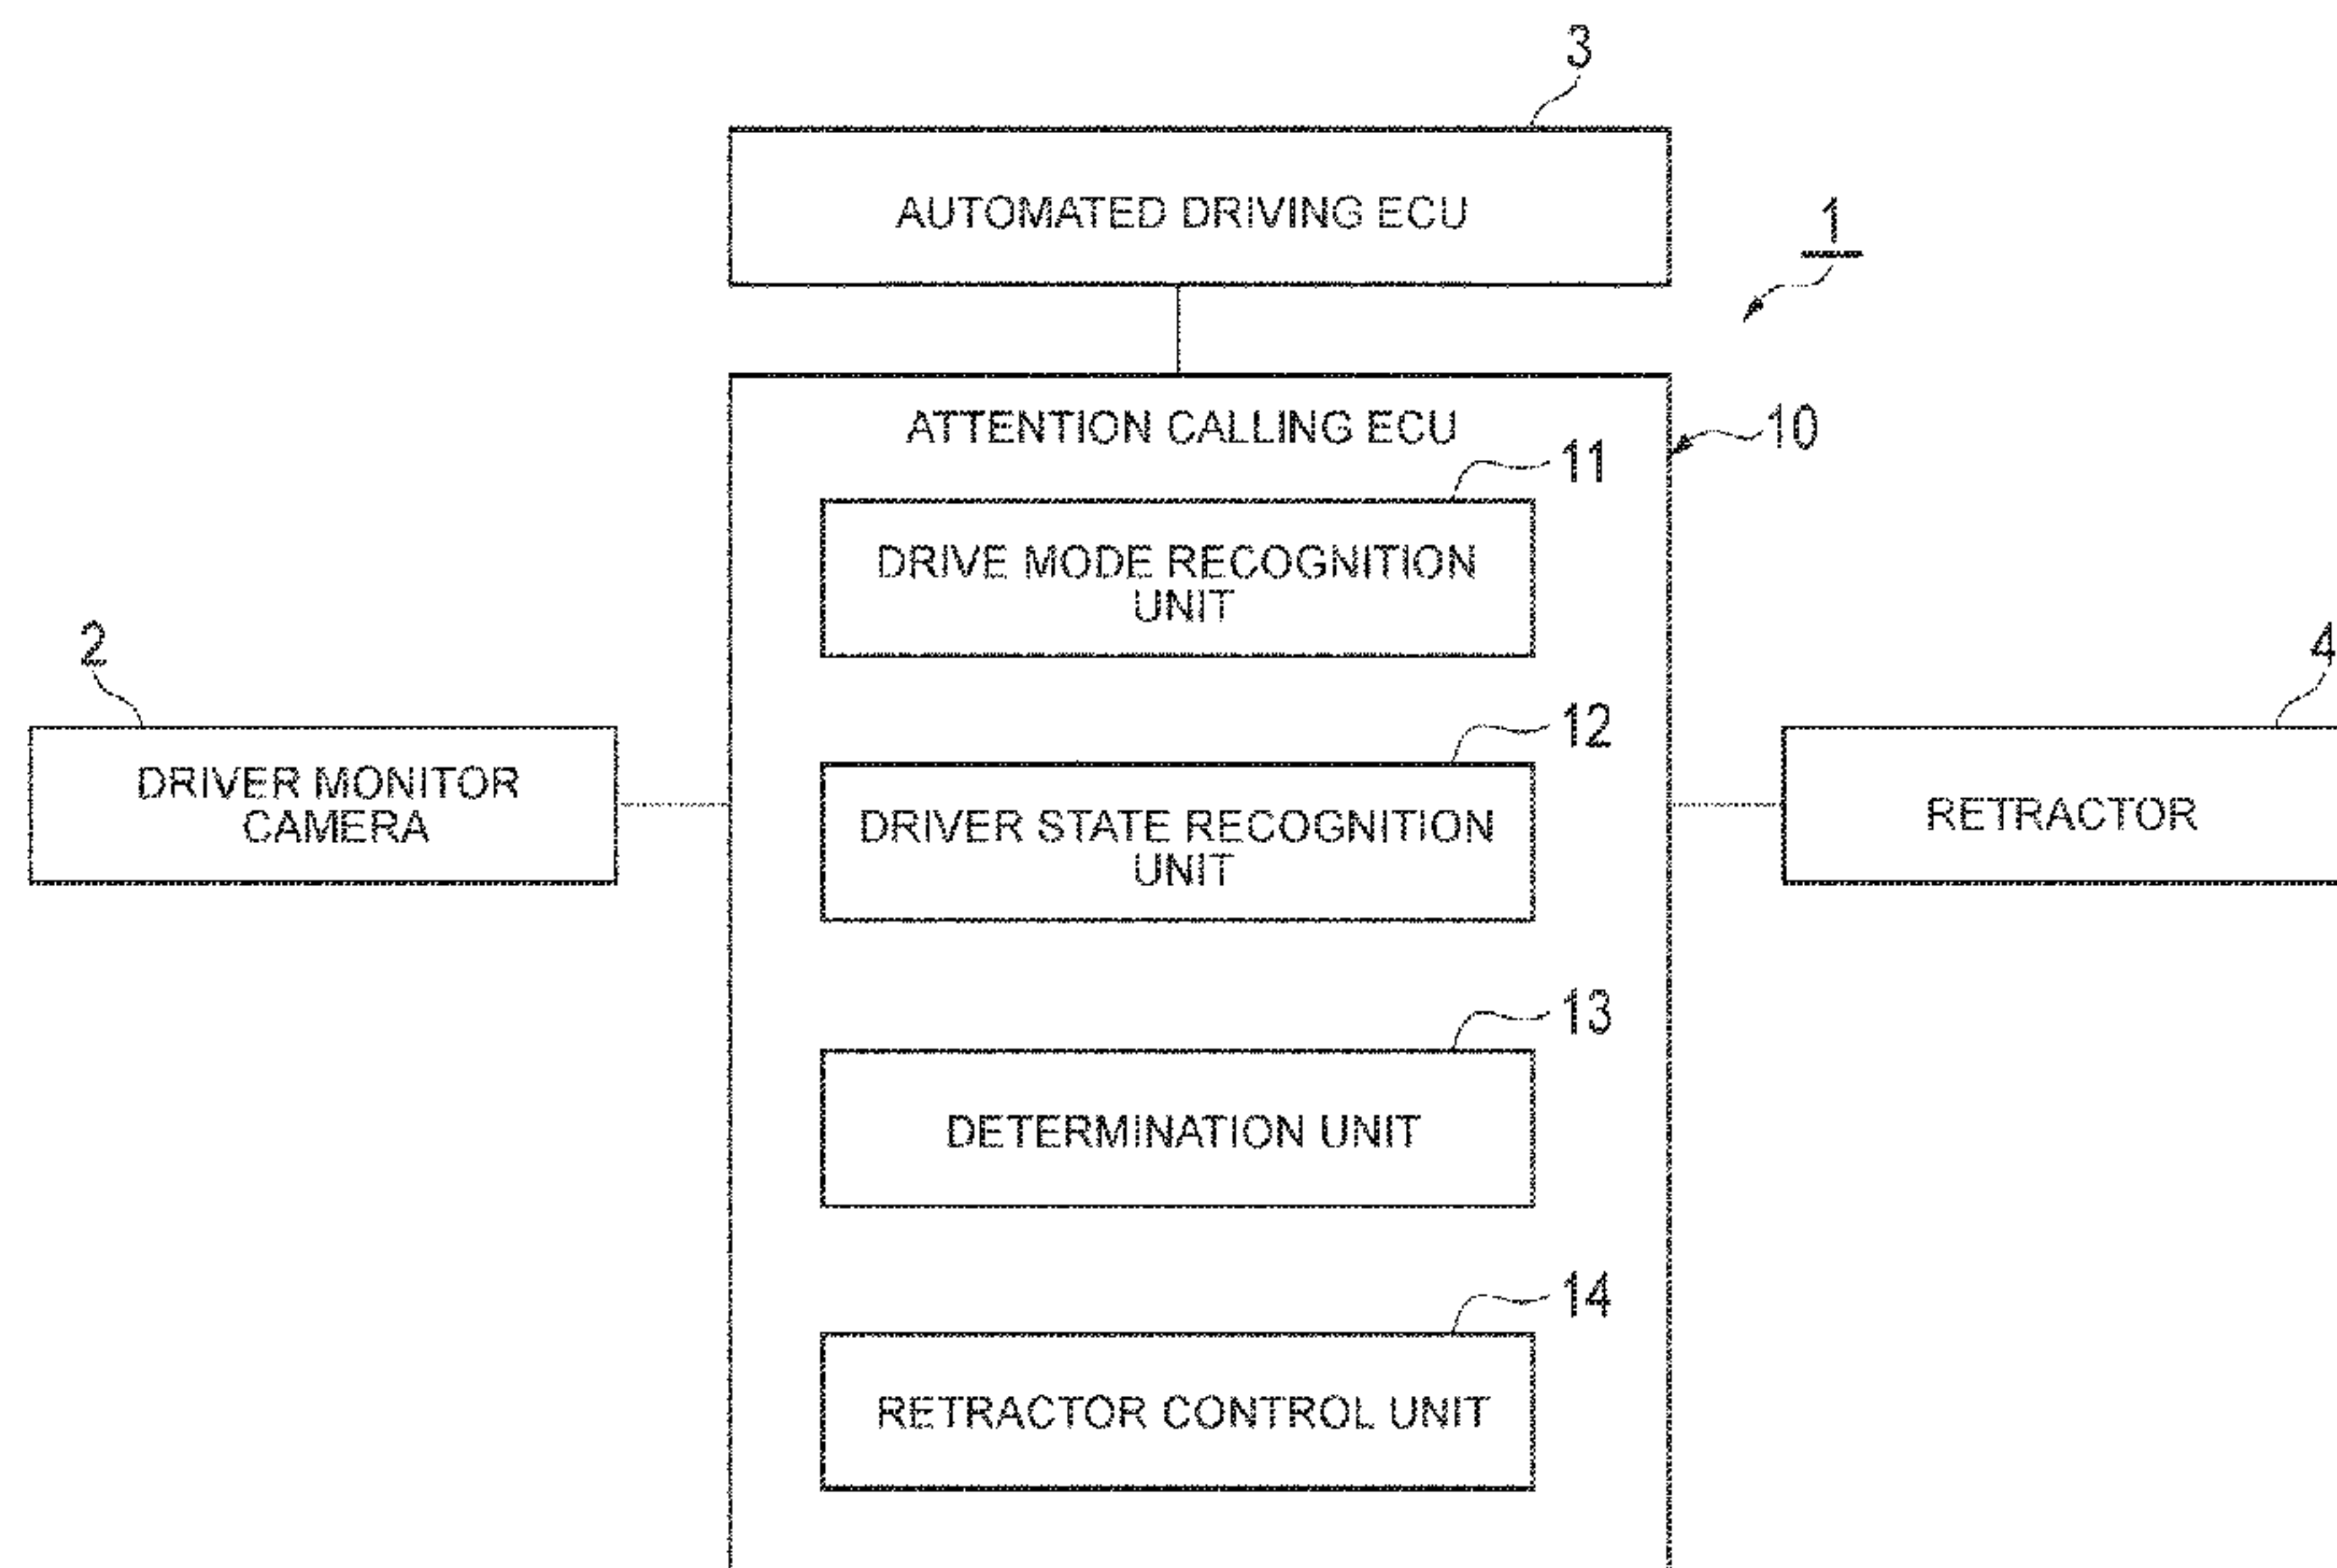 3
AUTOMATED DRIVING ECU
1
ATTENTION CALLING ECU
10
11
DRIVE MODE RECOGNITION
UNIT
2
DRIVER MONITOR
CAMERA
12
DRIVER STATE RECOGNITION
UNIT
4
RETRACTOR
13
DETERMINATION UNIT
14
RETRACTOR CONTROL UNIT